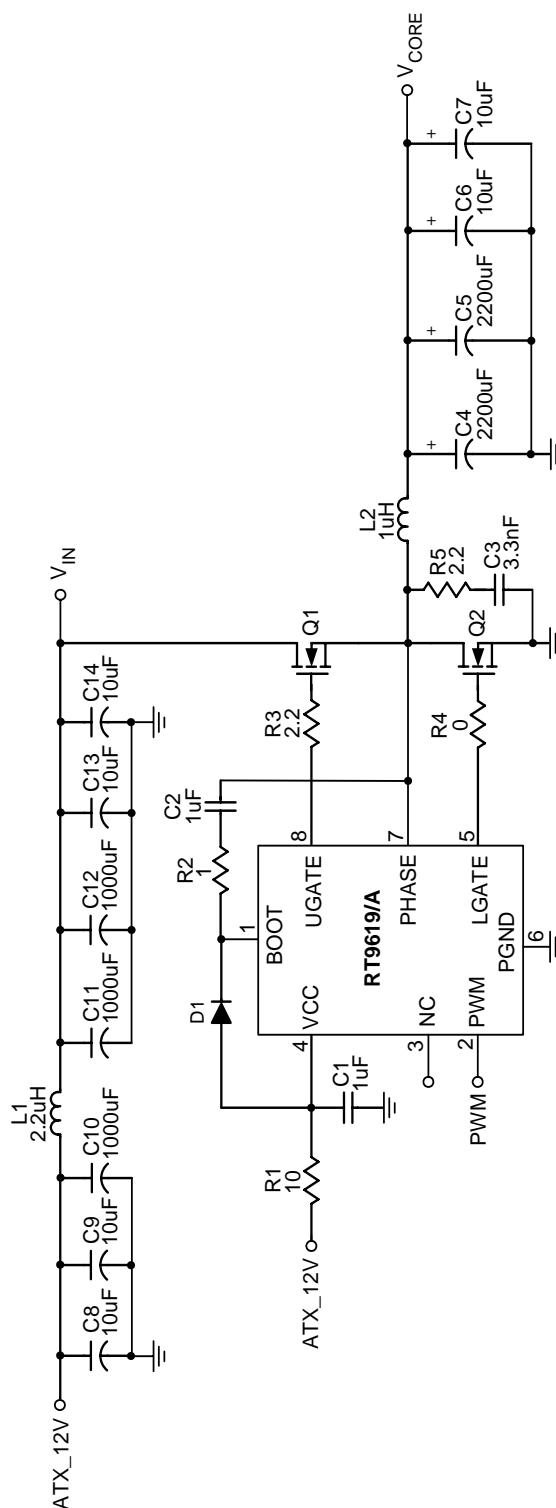 ATX_12V
C8
10uF
C9
10uF
C10
1000uF
L1
2.2uH
C11
1000uF
C12
1000uF
C13
10uF
C14
10uF
V_IN
ATX_12V
R1
10
C1
1uF
D1
R2
1
C2
1uF
1
BOOT
4
VCC
3
NC
PWM
2
PWM
RT9619/A
8
UGATE
7
PHASE
5
LGATE
PGND
6
R3
2.2
Q1
R4
0
Q2
R5
2.2
C3
3.3nF
L2
1uH
+
C4
2200uF
+
C5
2200uF
+
C6
10uF
+
C7
10uF
V_CORE